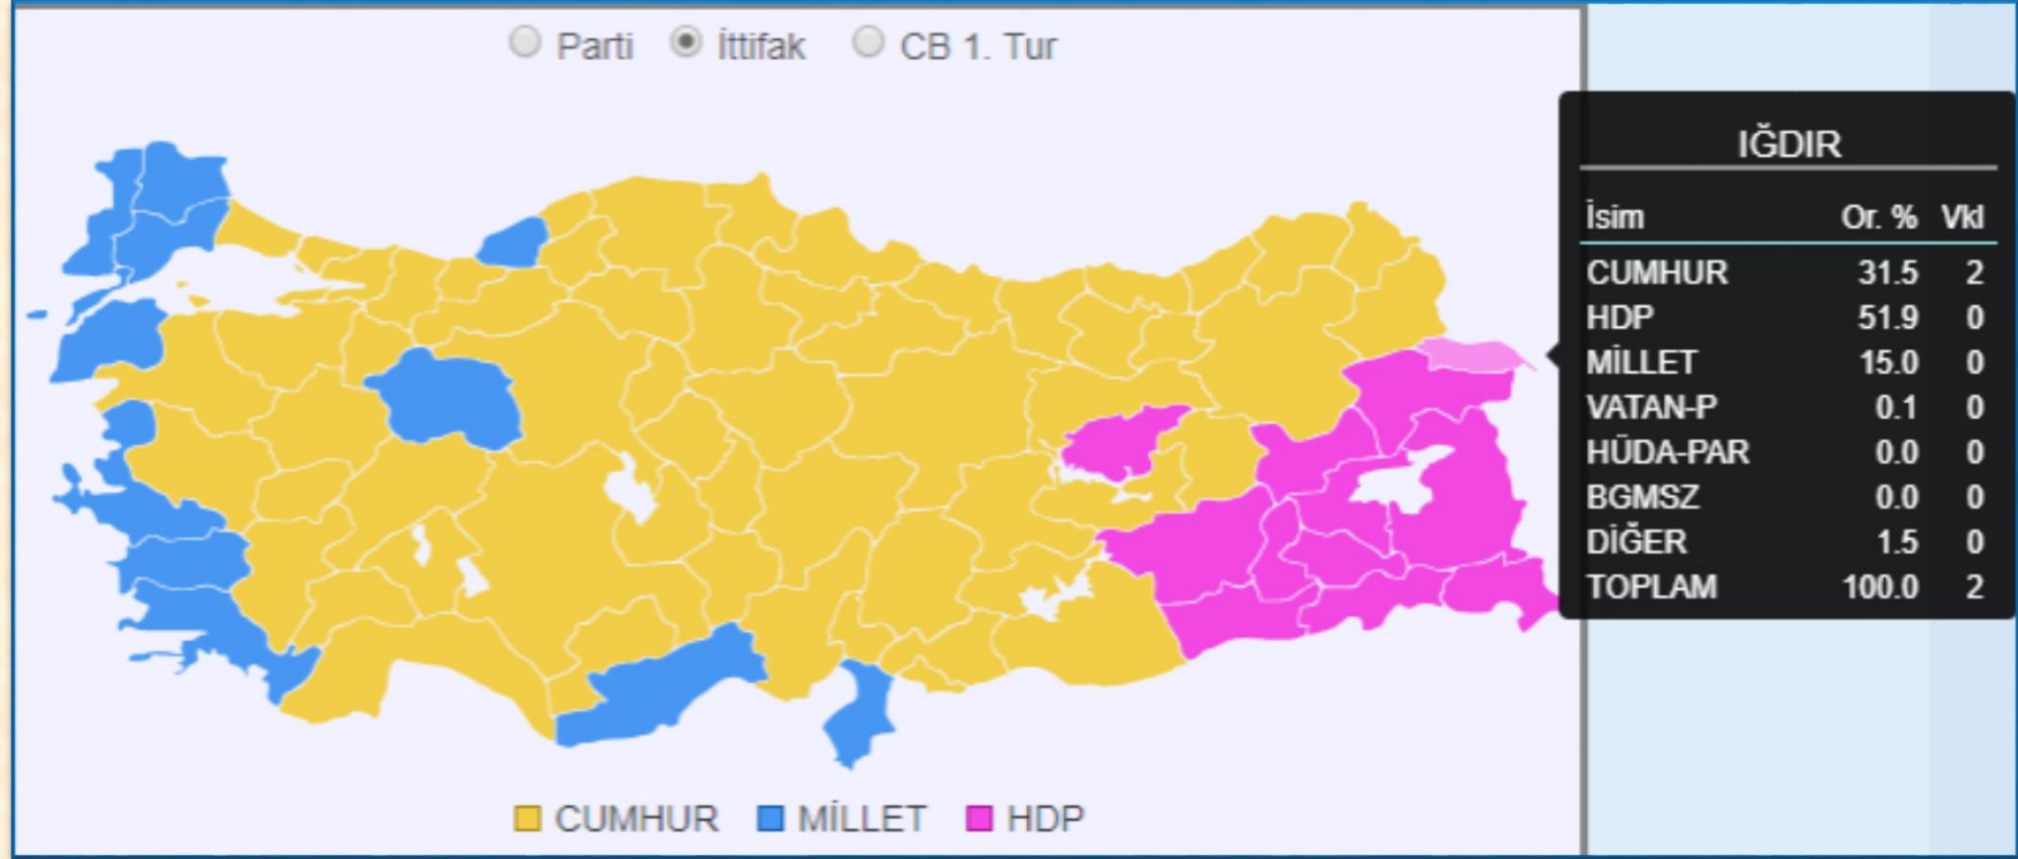 Parti İttifak CB 1. Tur
IĞDIR
İsim Or. % Vkl
CUMHUR 31.5 2
HDP 51.9 0
MİLLET 15.0 0
VATAN-P 0.1 0
HÜDA-PAR 0.0 0
BGMSZ 0.0 0
DİĞER 1.5 0
TOPLAM 100.0 2
CUMHUR MİLLET HDP